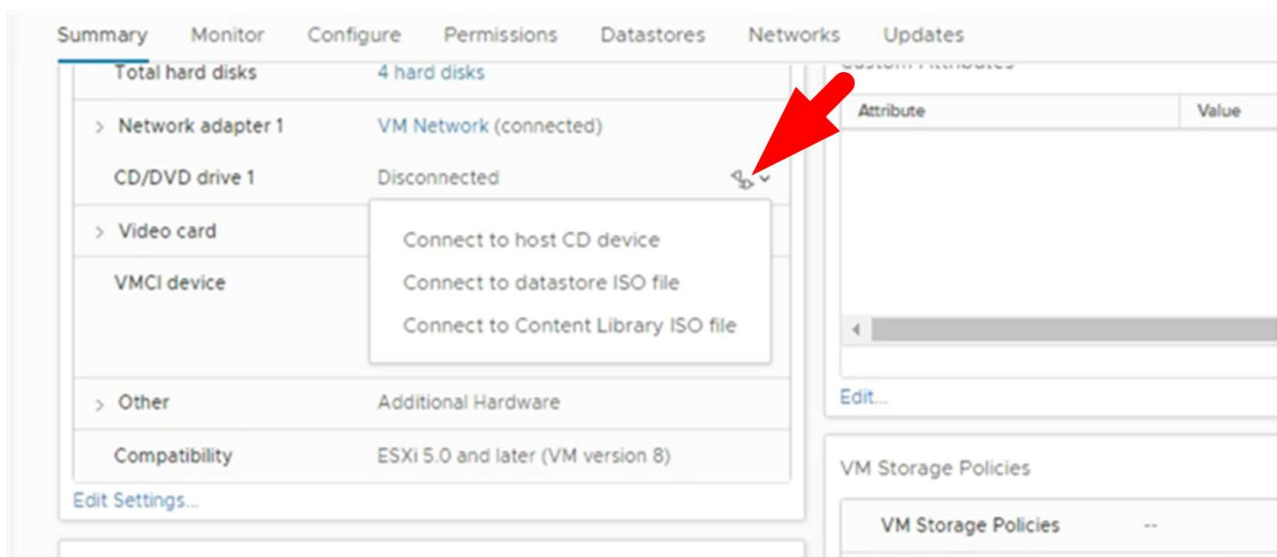 Summary Monitor Configure Permissions Datastores Networks Updates
Total hard disks 4 hard disks
Custom Attributes
Attribute Value
> Network adapter 1 VM Network (connected)
CD/DVD drive 1 Disconnected
> Video card
Connect to host CD device
VMCI device
Connect to datastore ISO file
Connect to Content Library ISO file
> Other Additional Hardware
Edit...
Compatibility ESXi 5.0 and later (VM version 8)
Edit Settings...
VM Storage Policies
VM Storage Policies --